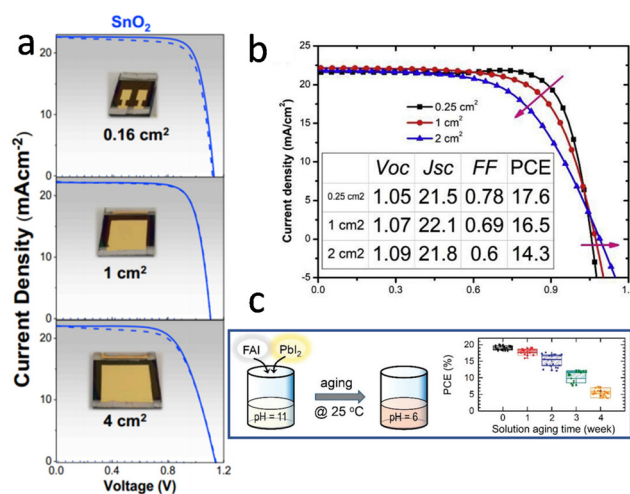 a
SnO2
Current Density (mAcm-2)
20
10
0
0.16 cm2
20
10
0
1 cm2
20
10
0
4 cm2
0.0
0.4
0.8
1.2
Voltage (V)
b
Current density (mA/cm2)
25
20
15
10
5
0
-5
0.25 cm2
1 cm2
2 cm2
Voc Jsc FF PCE
0.25 cm2 1.05 21.5 0.78 17.6
1 cm2 1.07 22.1 0.69 16.5
2 cm2 1.09 21.8 0.6 14.3
0.0 0.3 0.6 0.9 1.2
c
FAI PbI2
pH = 11
aging
@ 25 °C
pH = 6
PCE (%)
20
15
10
5
0
0 1 2 3 4
Solution aging time (week)